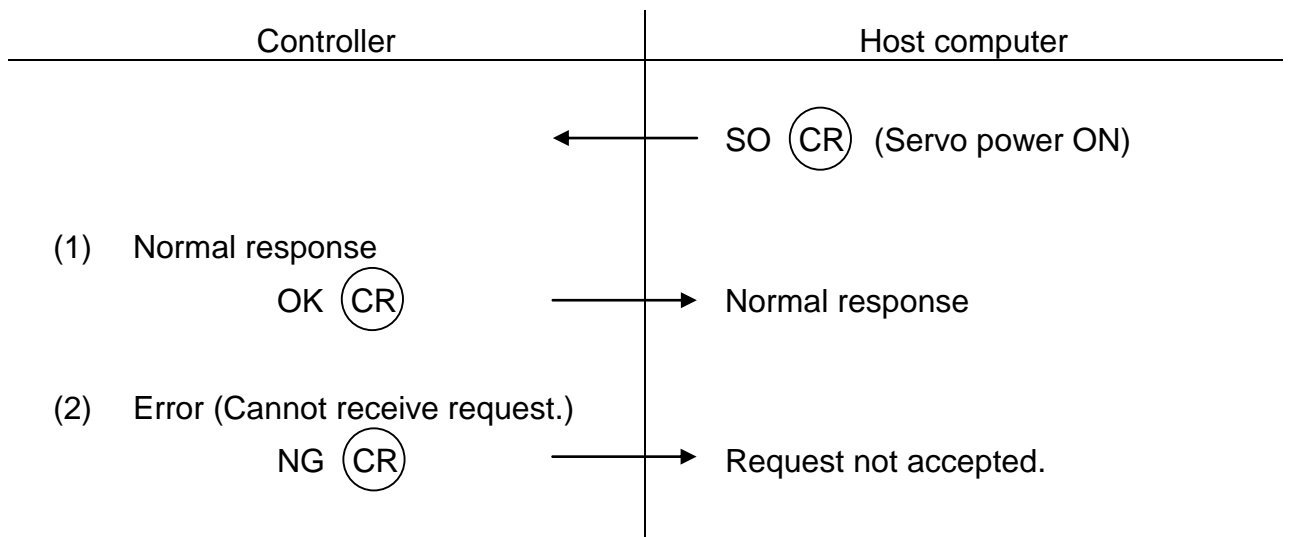 Controller Host computer
SO CR (Servo power ON)
(1) Normal response
OK CR Normal response
(2) Error (Cannot receive request.)
NG CR Request not accepted.